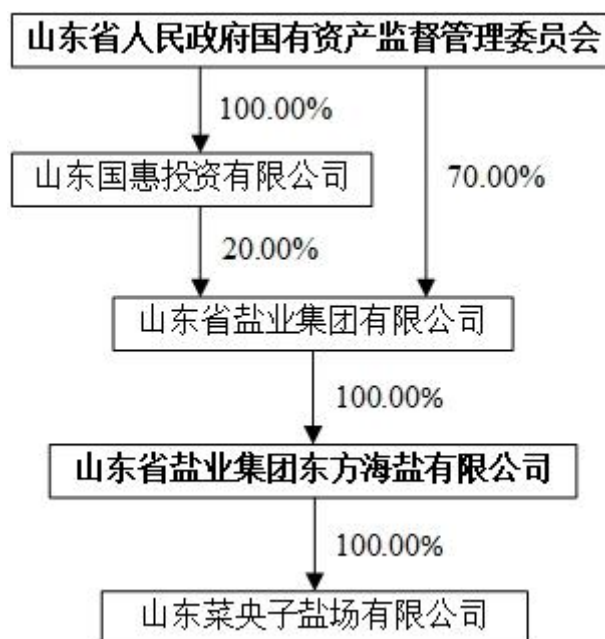 山东省人民政府国有资产监督管理委员会
100.00%
山东国惠投资有限公司
70.00%
20.00%
山东省盐业集团有限公司
100.00%
山东省盐业集团东方海盐有限公司
100.00%
山东菜央子盐场有限公司